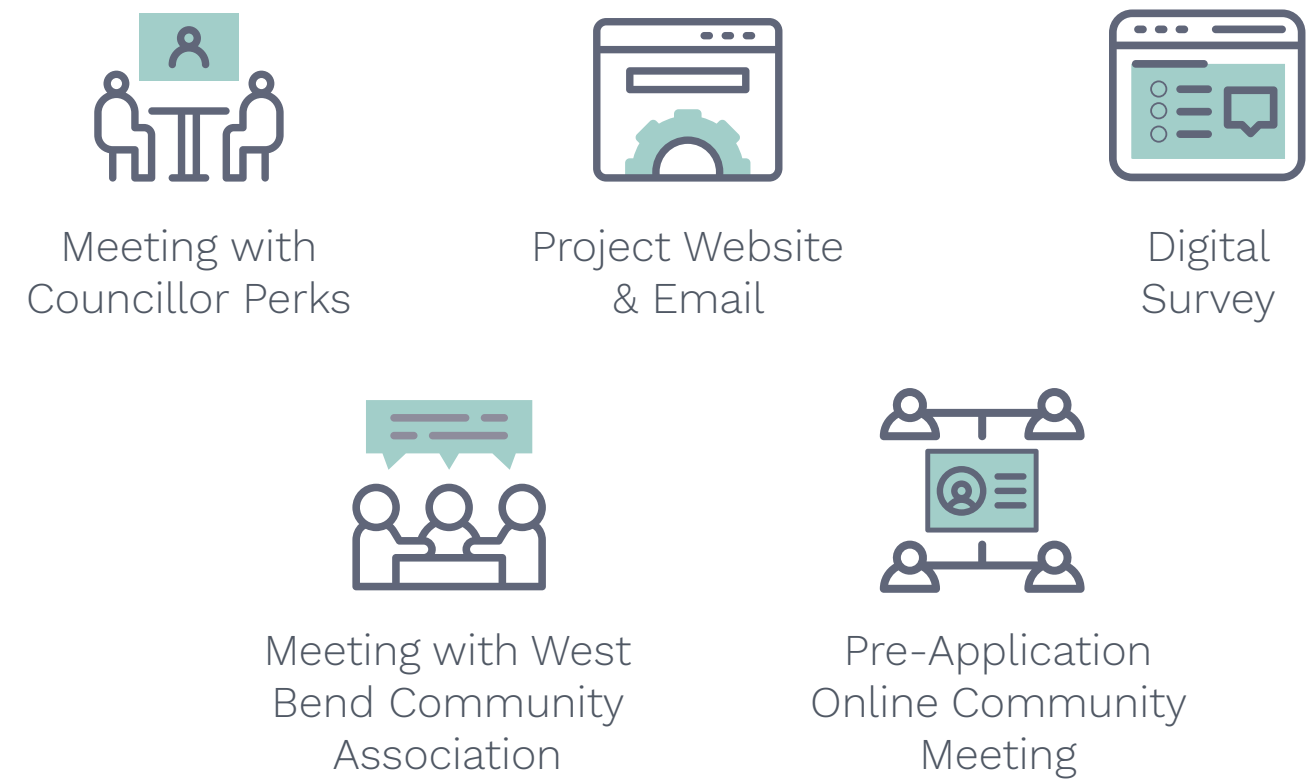 Meeting with
Councillor Perks
Project Website
& Email
Digital
Survey
Meeting with West
Bend Community
Association
Pre-Application
Online Community
Meeting